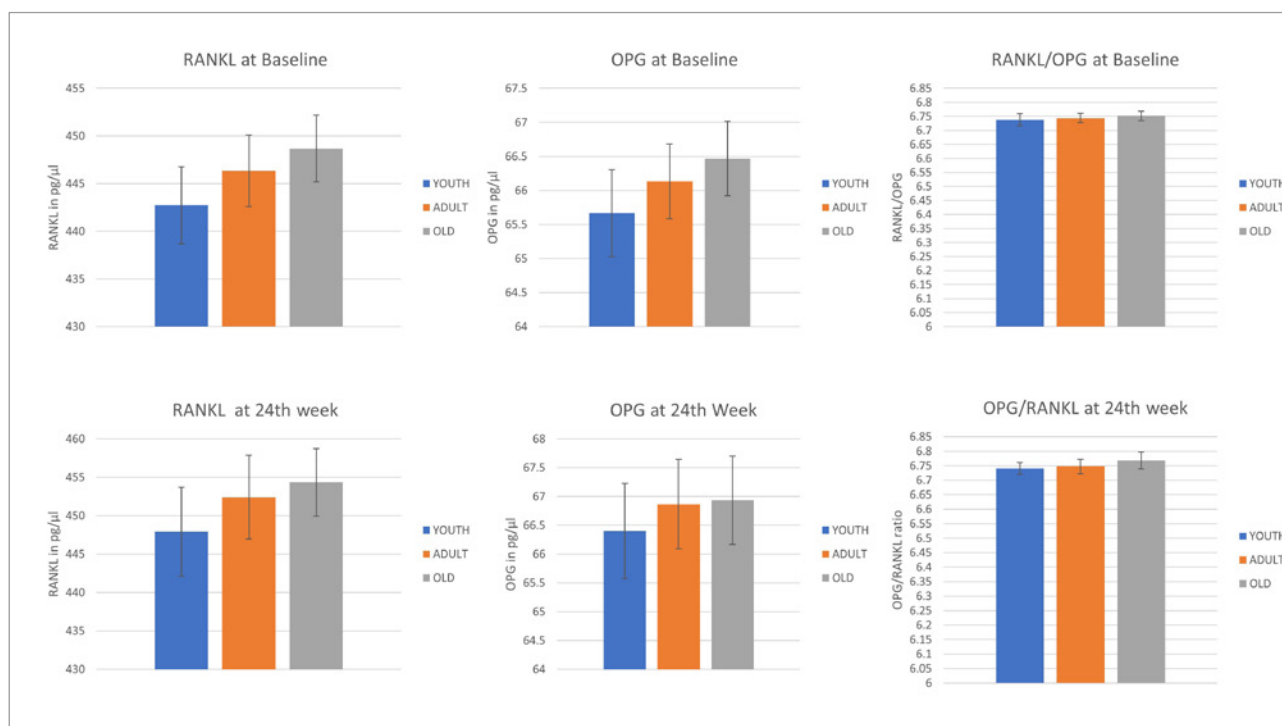 RANKL at Baseline
455
450
445
440
435
430
RANKL in pg/µl
YOUTH
ADULT
OLD
OPG at Baseline
67.5
67
66.5
66
65.5
65
64.5
64
OPG in pg/µl
YOUTH
ADULT
OLD
RANKL/OPG at Baseline
6.85
6.8
6.75
6.7
6.65
6.6
6.55
6.5
6.45
6.4
6.35
6.3
6.25
6.2
6.15
6.1
6.05
6
RANKL/OPG
YOUTH
ADULT
OLD
RANKL at 24th week
460
455
450
445
440
435
430
RANKL in pg/µl
YOUTH
ADULT
OLD
OPG at 24th Week
68
67.5
67
66.5
66
65.5
65
64.5
64
OPG in pg/µl
YOUTH
ADULT
OLD
OPG/RANKL at 24th week
6.85
6.8
6.75
6.7
6.65
6.6
6.55
6.5
6.45
6.4
6.35
6.3
6.25
6.2
6.15
6.1
6.05
6
OPG/RANKL ratio
YOUTH
ADULT
OLD